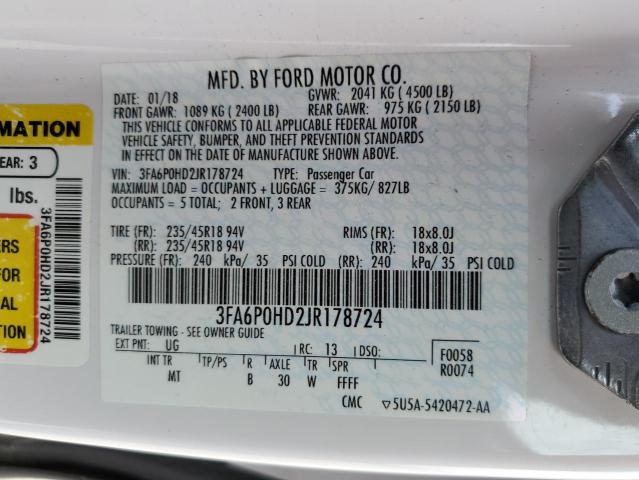 MFD. BY FORD MOTOR CO.
DATE: 01/18 GVWR: 2041 KG ( 4500 LB)
FRONT GAWR: 1089 KG ( 2400 LB) REAR GAWR: 975 KG ( 2150 LB)
THIS VEHICLE CONFORMS TO ALL APPLICABLE FEDERAL MOTOR
VEHICLE SAFETY, BUMPER, AND THEFT PREVENTION STANDARDS
IN EFFECT ON THE DATE OF MANUFACTURE SHOWN ABOVE.
VIN: 3FA6P0HD2JR178724 TYPE: Passenger Car
MAXIMUM LOAD = OCCUPANTS + LUGGAGE = 375KG/ 827LB
OCCUPANTS = 5 TOTAL; 2 FRONT, 3 REAR
TIRE (FR): 235/45R18 94V RIMS (FR): 18x8.0J
(RR): 235/45R18 94V (RR): 18x8.0J
PRESSURE (FR): 240 kPa/ 35 PSI COLD (RR): 240 kPa/ 35 PSI COLD
3FA6P0HD2JR178724
TRAILER TOWING - SEE OWNER GUIDE
EXT PNT: UG RC: 13 DSO: F0058
INT TR TP/PS R AXLE TR SPR R0074
MT B 30 W FFFF
CMC ▽5U5A-5420472-AA
MATION
EAR: 3
lbs.
3FA6P0HD2JR178724
ERS
FOR
AL
ION